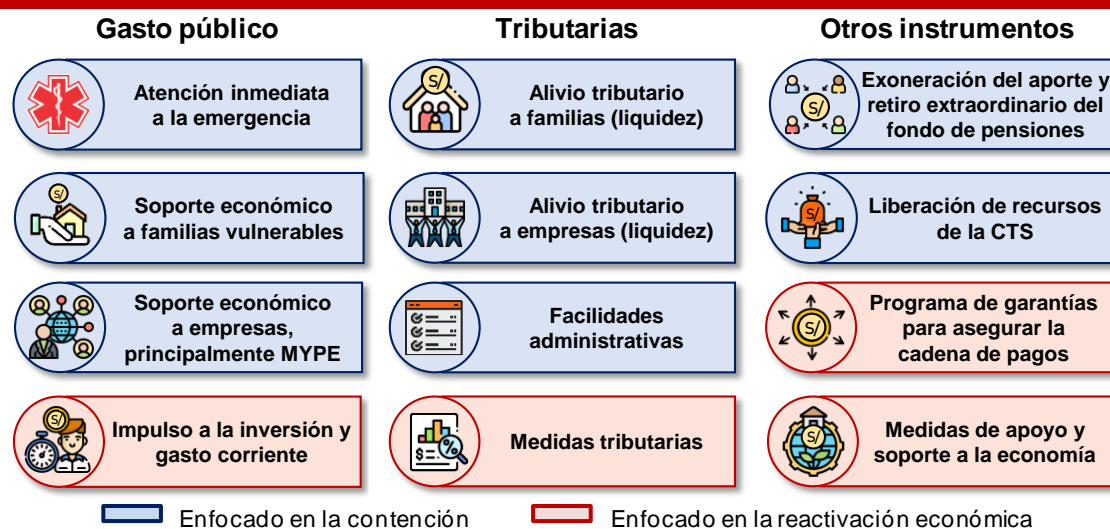 Gasto público
Tributarias
Otros instrumentos
Atención inmediata
a la emergencia
Alivio tributario
a familias (liquidez)
Exoneración del aporte y
retiro extraordinario del
fondo de pensiones
Soporte económico
a familias vulnerables
Alivio tributario
a empresas (liquidez)
Liberación de recursos
de la CTS
Soporte económico
a empresas,
principalmente MYPE
Facilidades
administrativas
Programa de garantías
para asegurar la
cadena de pagos
Impulso a la inversión y
gasto corriente
Medidas tributarias
Medidas de apoyo y
soporte a la economía
Enfocado en la contención
Enfocado en la reactivación económica
S/
S/
S/
S/
S/
S/
S/
$=